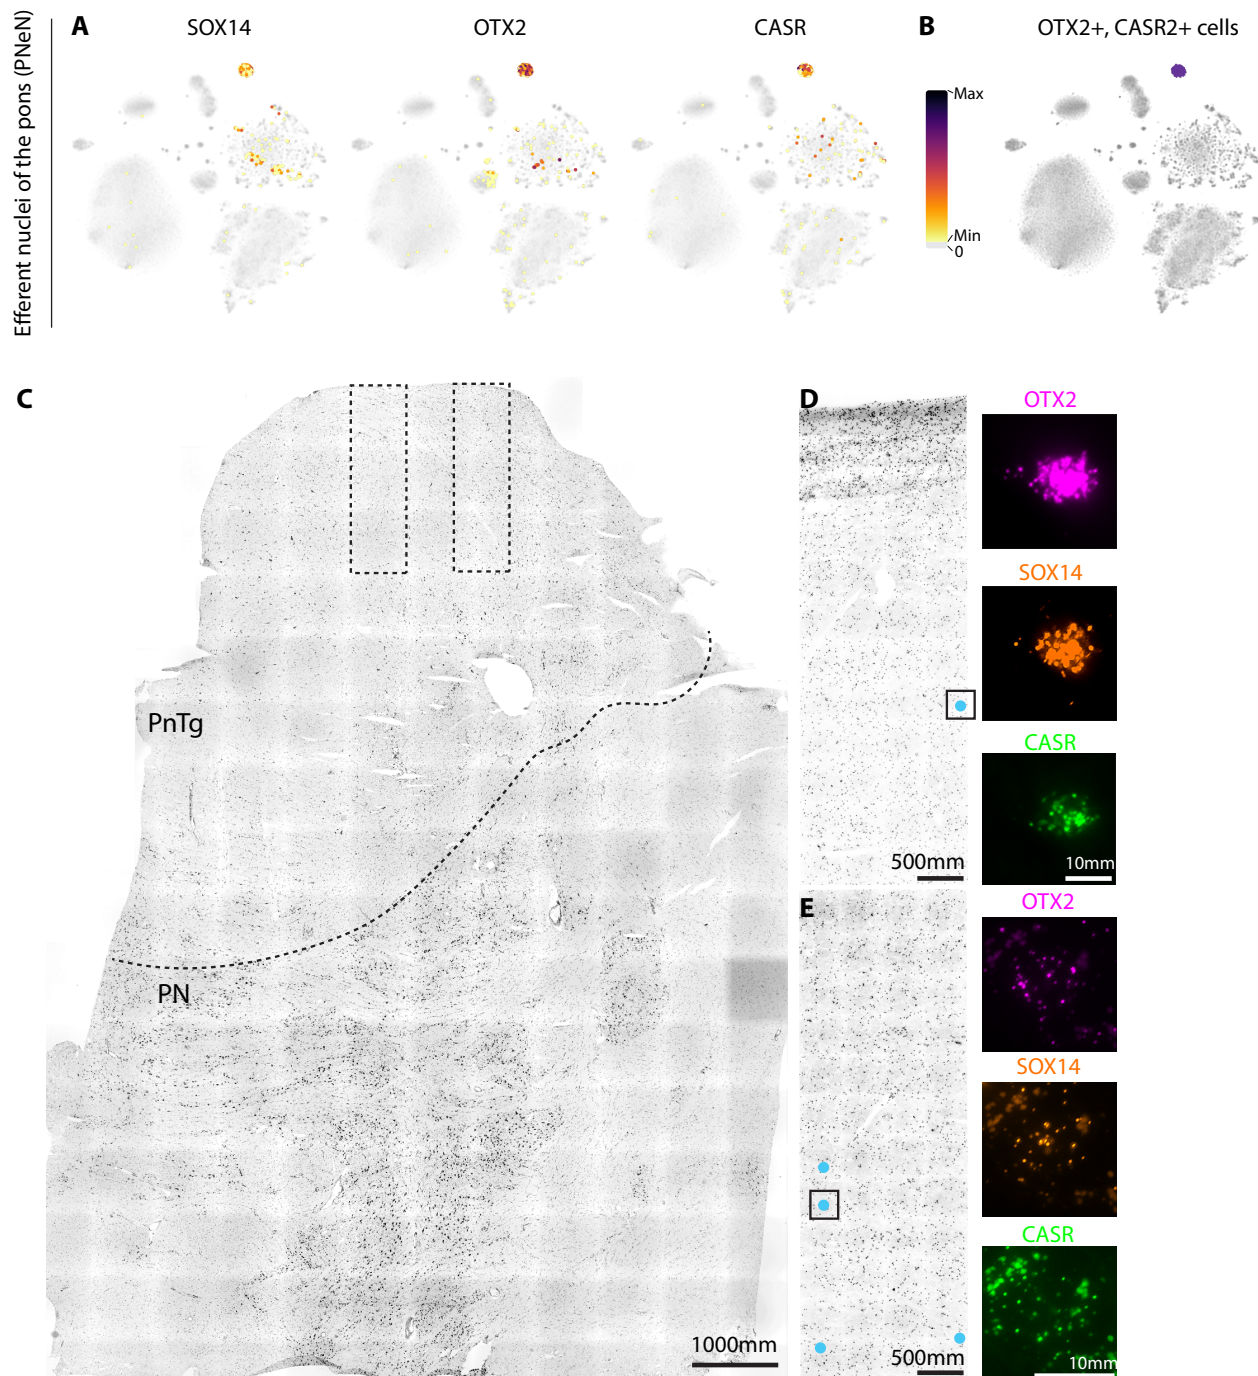 Efferent nuclei of the pons (PNeN)
A
SOX14
OTX2
CASR
B
OTX2+, CASR2+ cells
Max
Min
0
C
PnTg
PN
1000mm
D
500mm
OTX2
SOX14
CASR
10mm
E
500mm
OTX2
SOX14
CASR
10mm